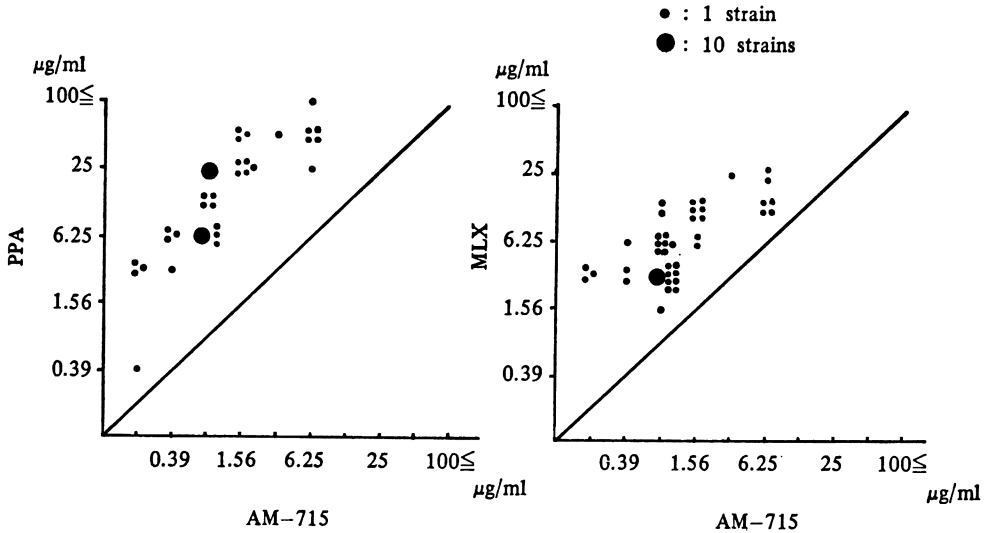 ● : 1 strain
● : 10 strains
μg/ml
100≦
25
6.25
1.56
0.39
PPA
0.39 1.56 6.25 25 100≦
μg/ml
AM–715
μg/ml
100≦
25
6.25
1.56
0.39
MLX
0.39 1.56 6.25 25 100≦
μg/ml
AM–715